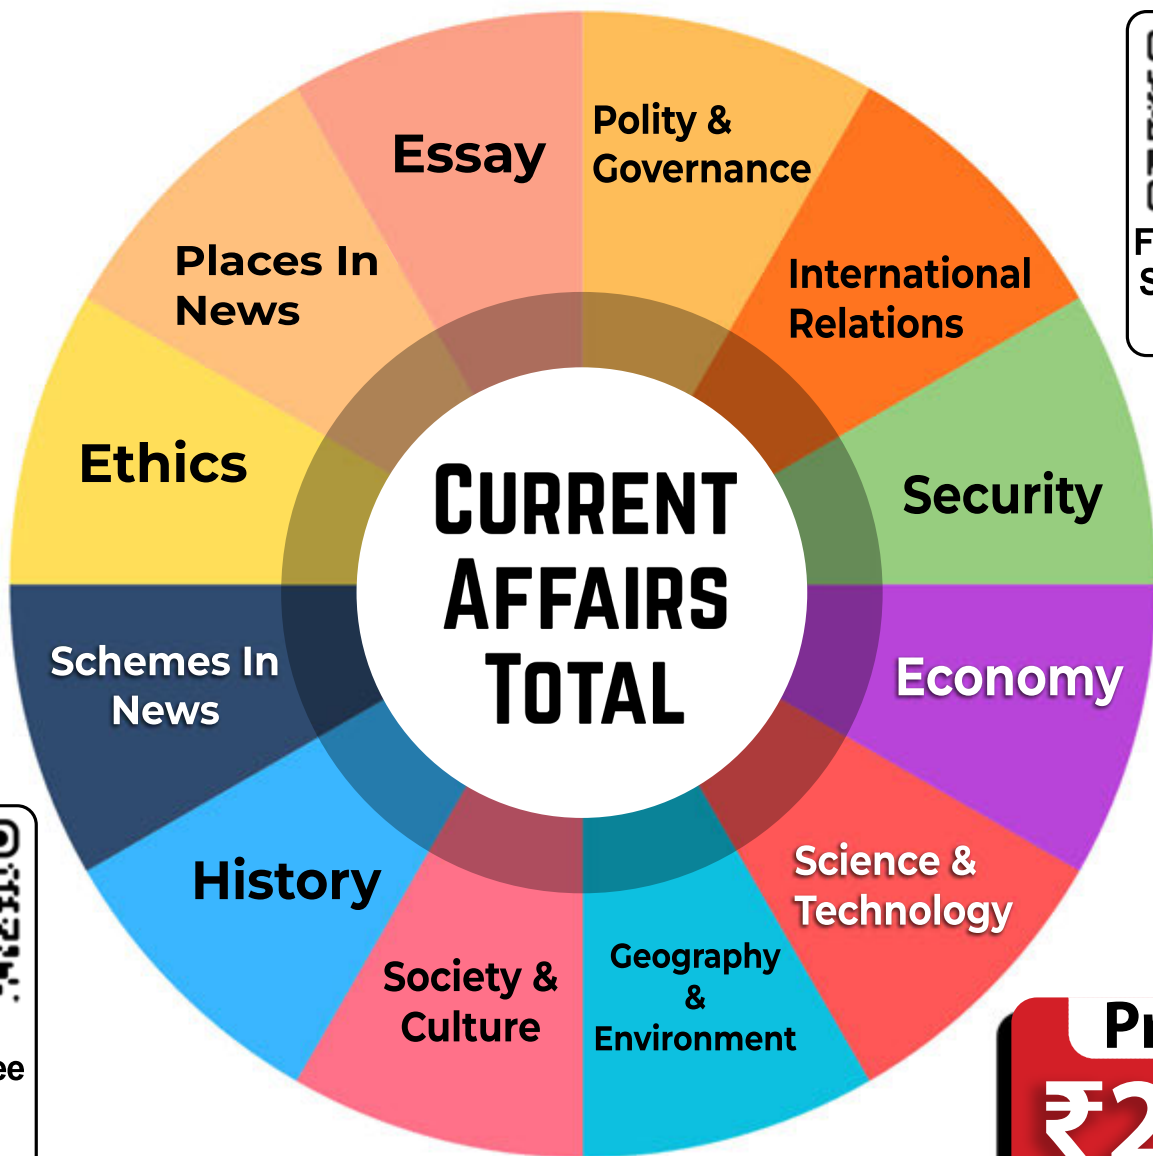 Essay
Polity &
Governance
International
Relations
Security
Economy
Science &
Technology
Geography
&
Environment
Society &
Culture
History
Schemes In
News
Ethics
Places In
News
CURRENT
AFFAIRS
TOTAL
₹2